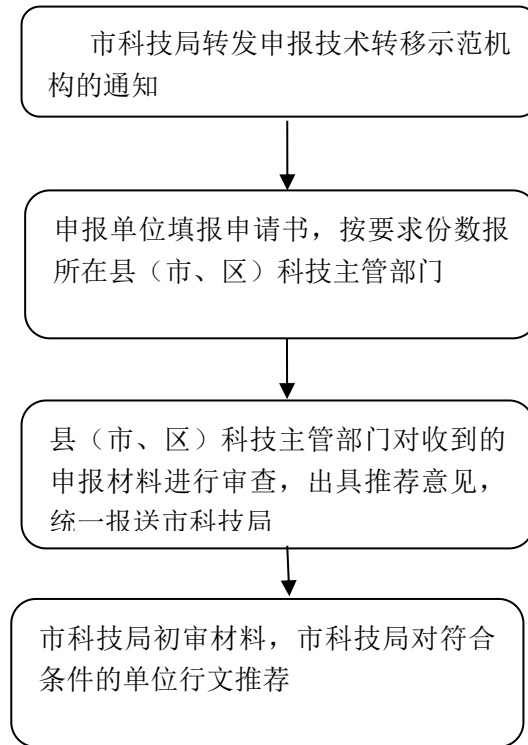 市科技局转发申报技术转移示范机
构的通知
申报单位填报申请书，按要求份数报
所在县（市、区）科技主管部门
县（市、区）科技主管部门对收到的
申报材料进行审查，出具推荐意见，
统一报送市科技局
市科技局初审材料，市科技局对符合
条件的单位行文推荐